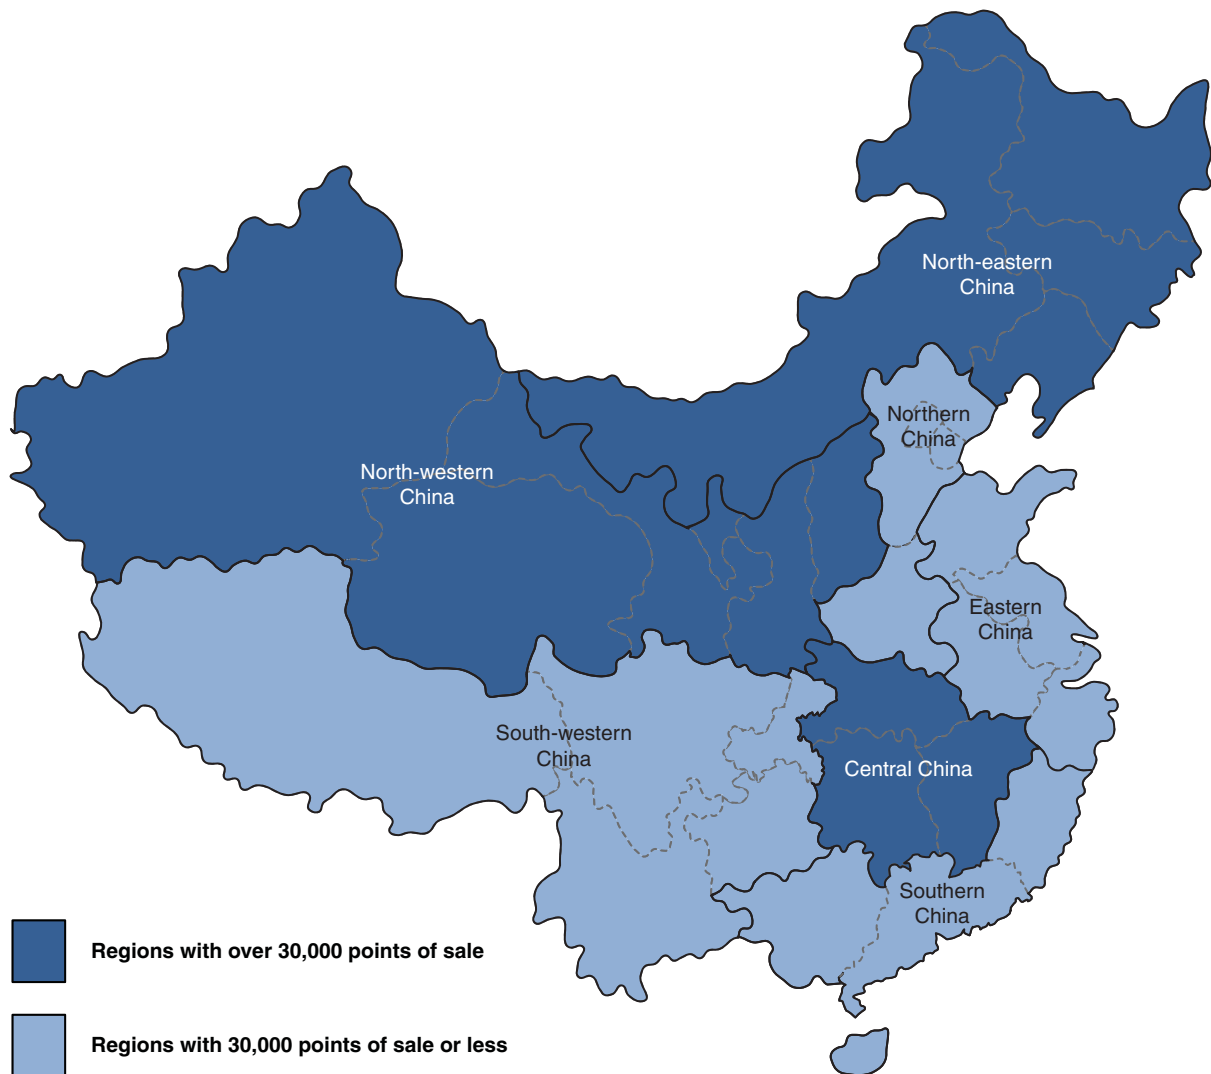 North-eastern
China
Northern
China
North-western
China
Eastern
China
South-western
China
Central China
Southern
China
Regions with over 30,000 points of sale
Regions with 30,000 points of sale or less